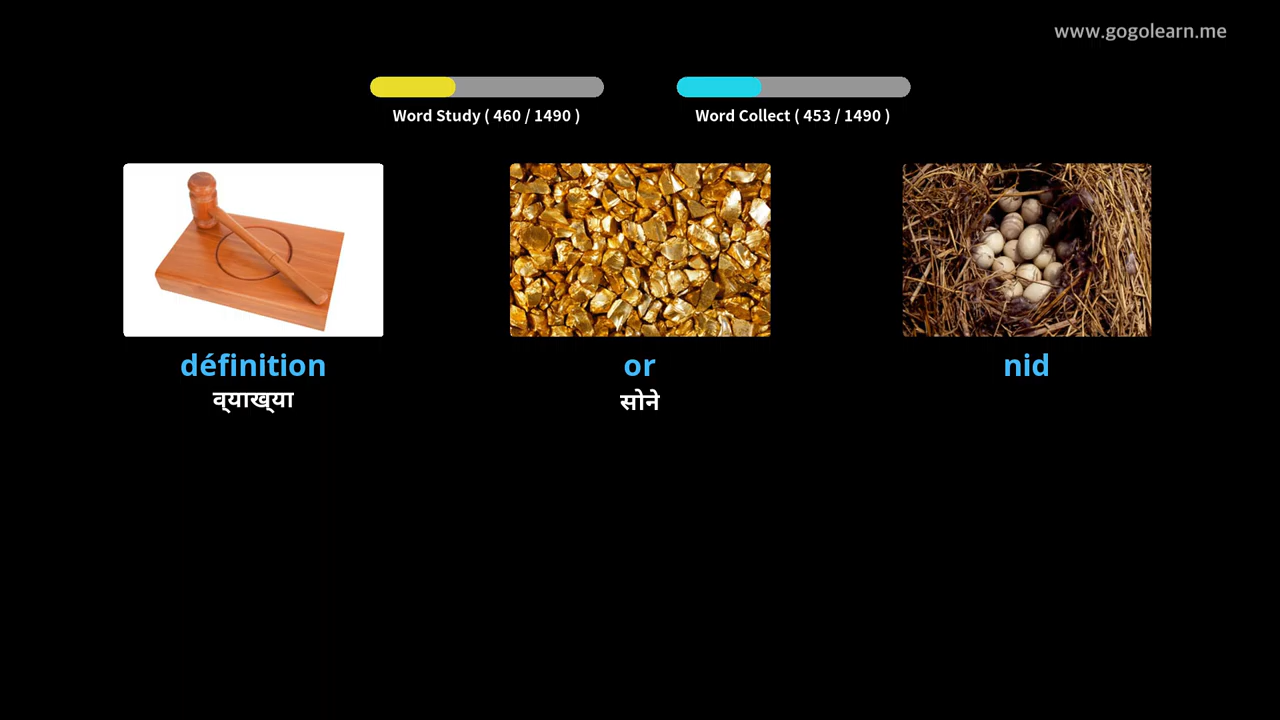 www.gogolearn.me
Word Study ( 460 / 1490 )
Word Collect ( 453 / 1490 )
définition
व्याख्या
or
सोने
nid